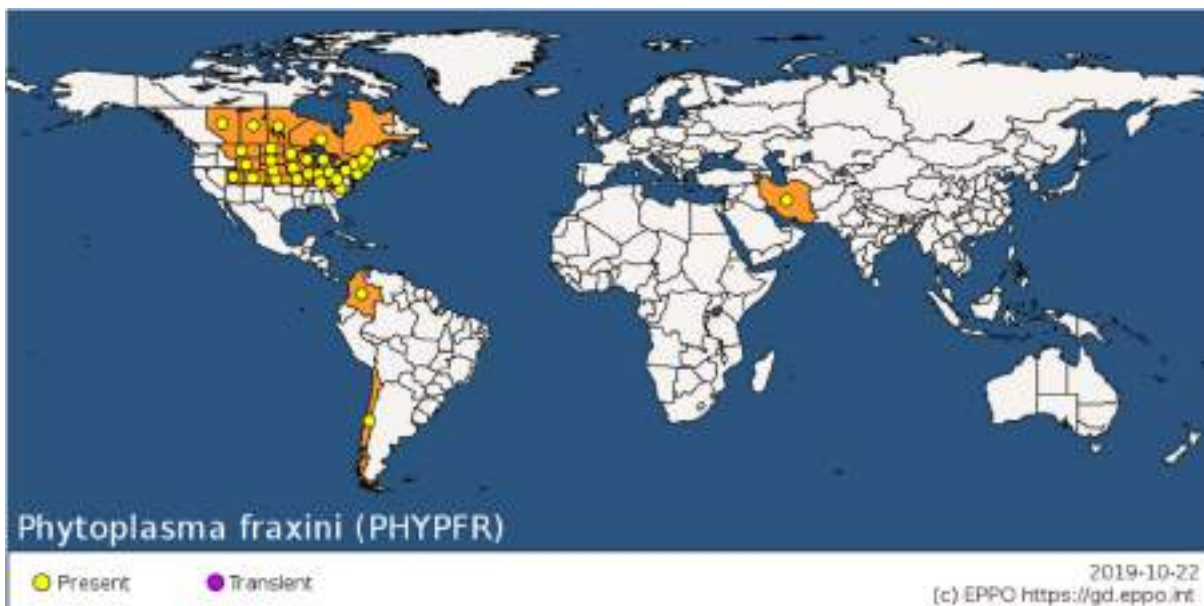 Phytoplasma fraxini (PHYPFR)
Present
Transient
2019-10-22
(c) EPPO https://gd.eppo.int